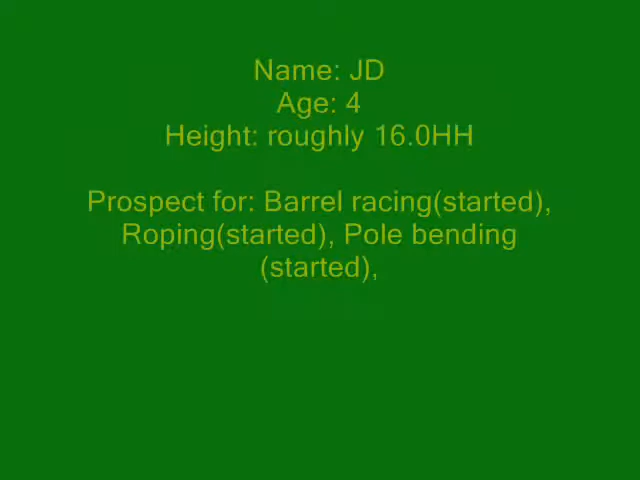 Name: JD
Age: 4
Height: roughly 16.0HH
Prospect for: Barrel racing(started),
Roping(started), Pole bending
(started),